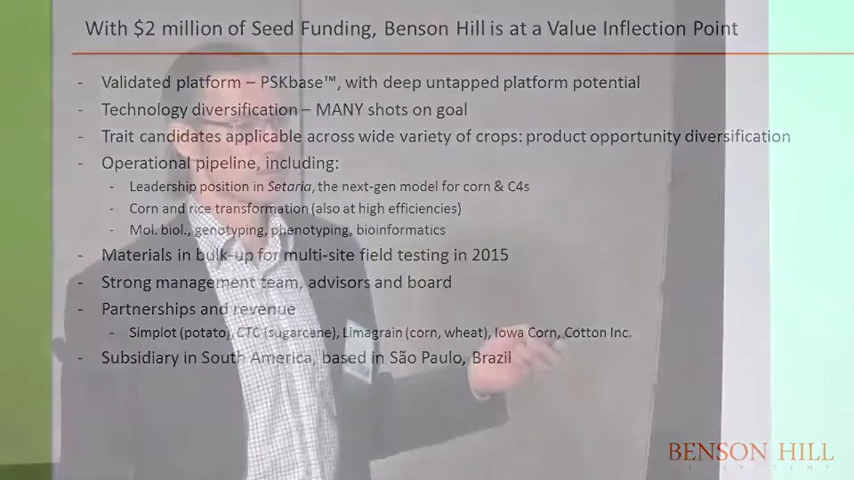 With $2 million of Seed Funding, Benson Hill is at a Value Inflection Point
- Validated platform – PSKbase™, with deep untapped platform potential
- Technology diversification – MANY shots on goal
- Trait candidates applicable across wide variety of crops: product opportunity diversification
- Operational pipeline, including:
- Leadership position in Setaria, the next-gen model for corn & C4s
- Corn and rice transformation (also at high efficiencies)
- Mol. biol., genotyping, phenotyping, bioinformatics
- Materials in bulk-up for multi-site field testing in 2015
- Strong management team, advisors and board
- Partnerships and revenue
- Simplot (potato), CTC (sugarcane), Limagrain (corn, wheat), Iowa Corn, Cotton Inc.
- Subsidiary in South America, based in São Paulo, Brazil
BENSON HILL